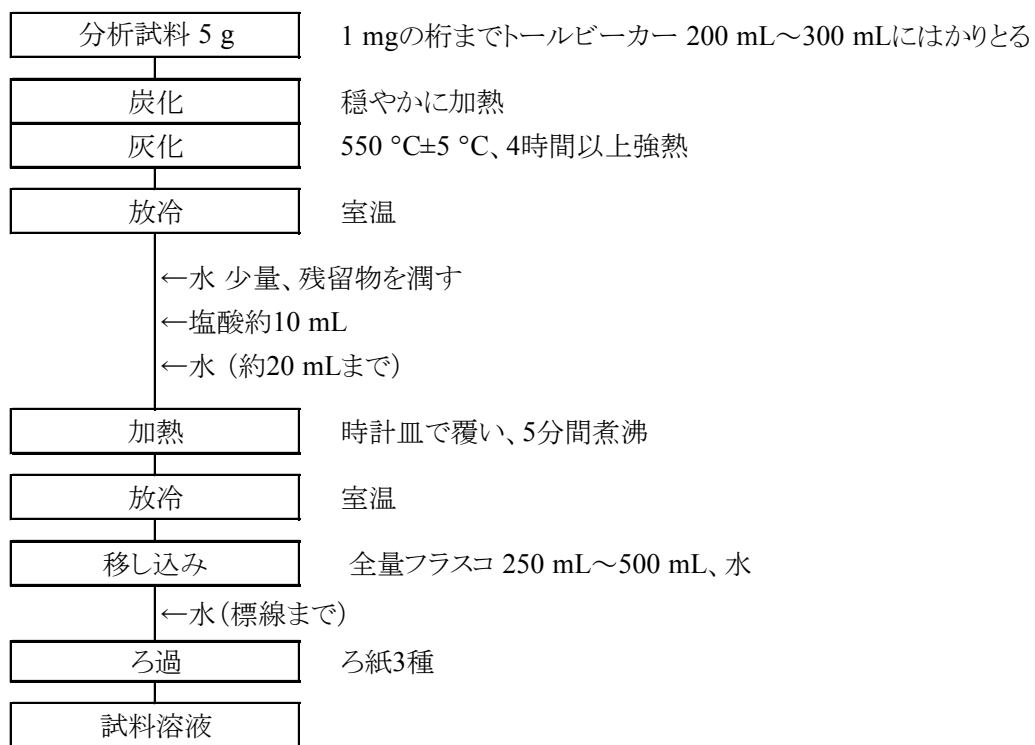 分析試料 5 g 1 mgの桁までトールビーカー 200 mL～300 mLにはかりとる
炭化 穏やかに加熱
灰化 550 °C±5 °C、4時間以上強熱
放冷 室温
←水 少量、残留物を潤す
←塩酸約10 mL
←水（約20 mLまで）
加熱 時計皿で覆い、5分間煮沸
放冷 室温
移し込み 全量フラスコ 250 mL～500 mL、水
←水（標線まで）
ろ過 ろ紙3種
試料溶液